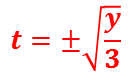 t = ±√(y/3)